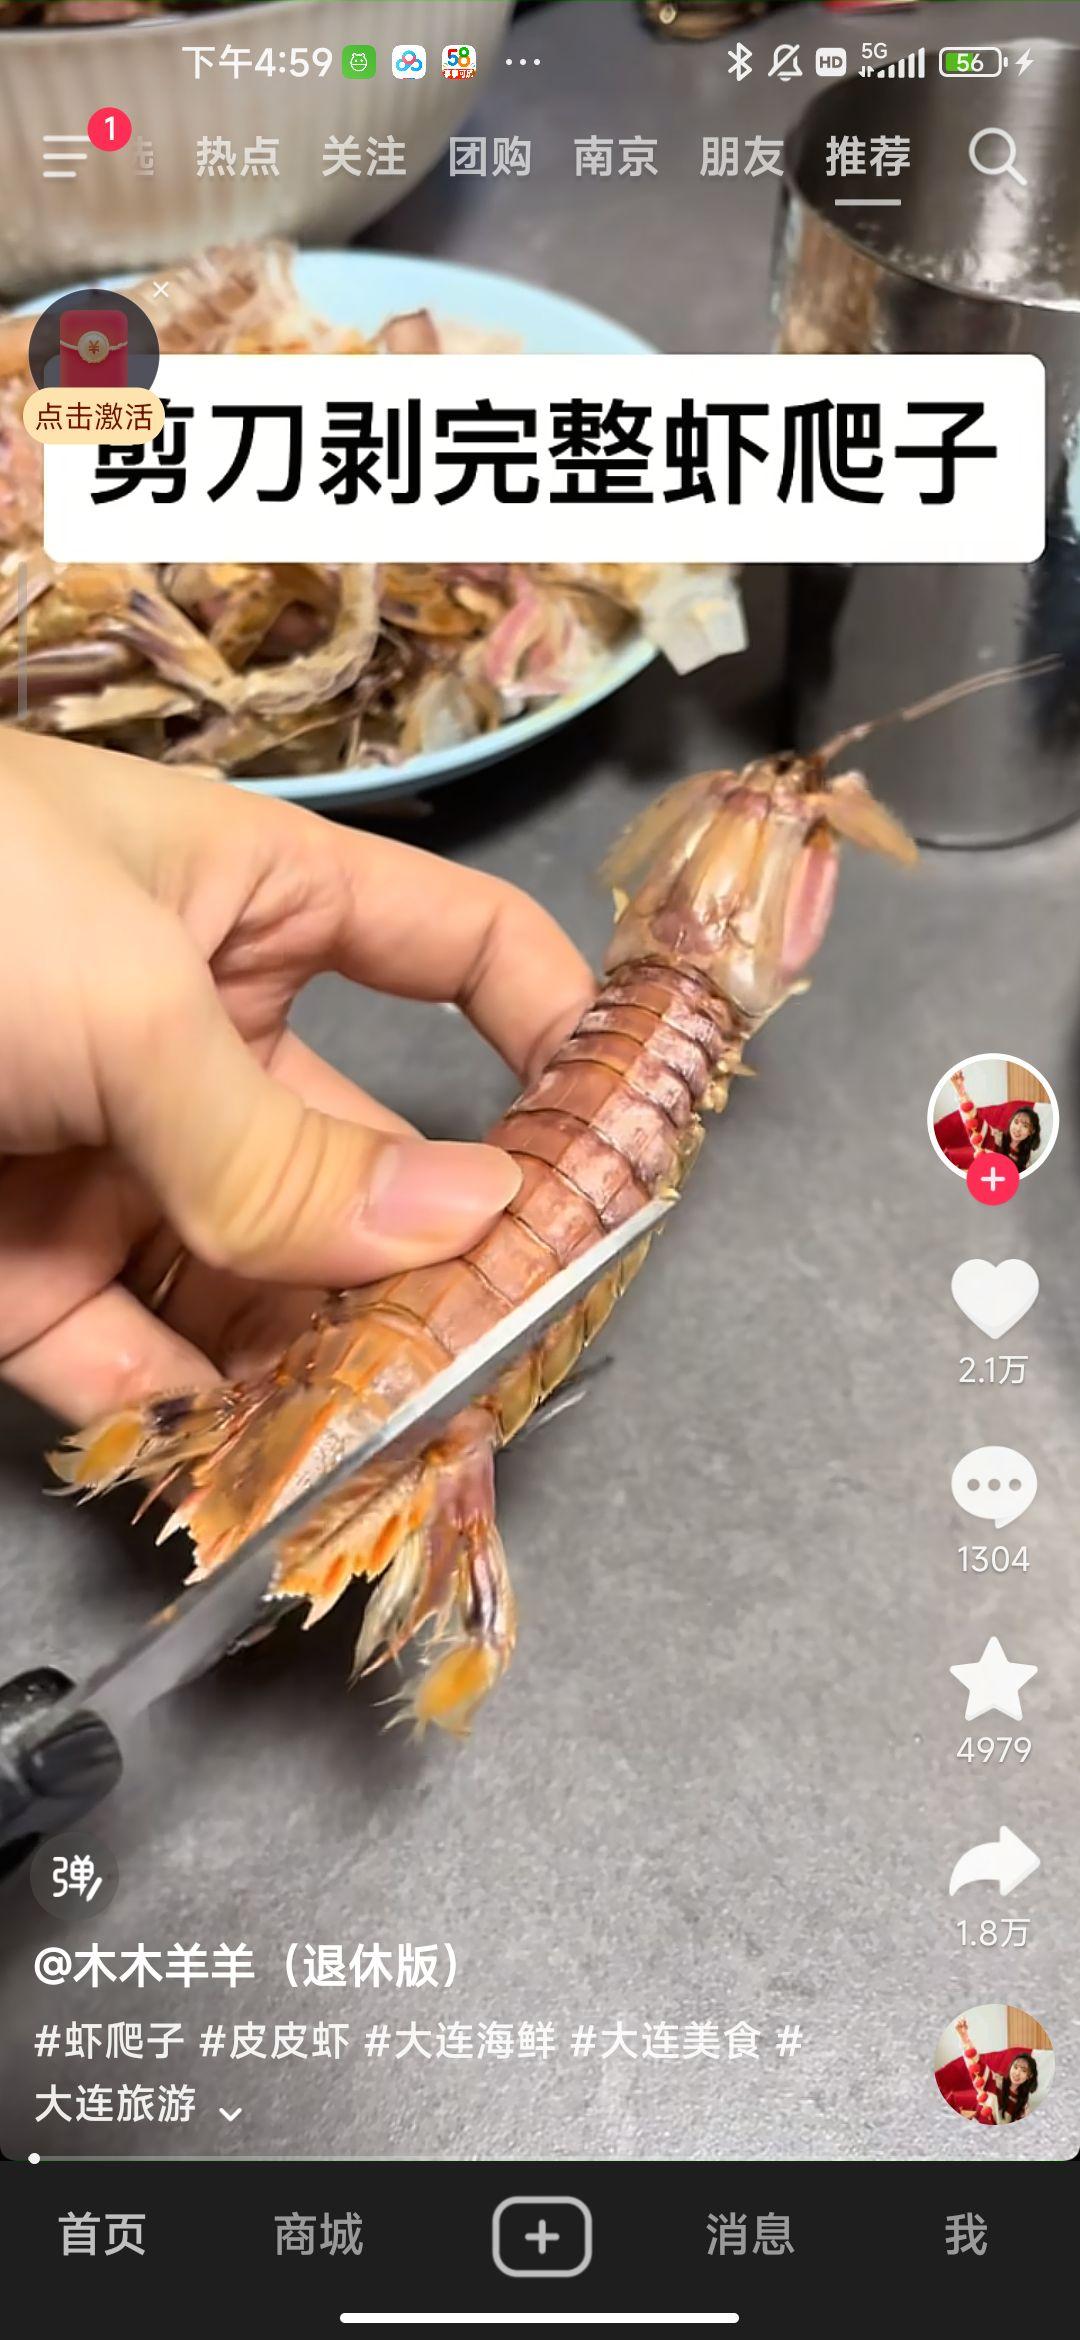 下午4:59
58
HD
5G
56
1
热点 关注 团购 南京 朋友 推荐
点击激活
剪刀剥完整虾爬子
2.1万
1304
4979
1.8万
弹
@木木羊羊（退休版）
#虾爬子 #皮皮虾 #大连海鲜 #大连美食 #
大连旅游
首页 商城 消息 我